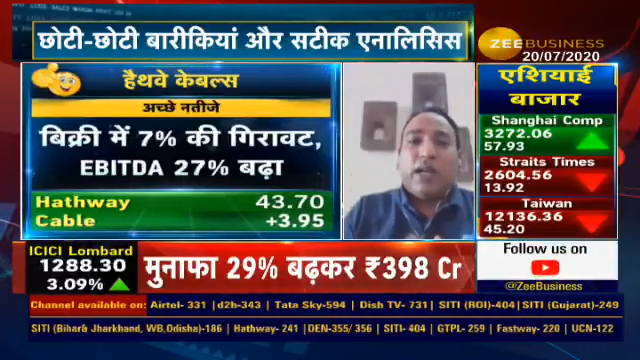 छोटी-छोटी बारीकियां और सटीक एनालिसिस
ZEEBUSINESS
20/07/2020
हैथवे केबल्स
अच्छे नतीजे
बिक्री में 7% की गिरावट,
EBITDA 27% बढ़ा
Hathway 43.70
Cable +3.95
एशियाई
बाजार
Shanghai Comp
3272.06
57.93
Straits Times
2604.56
13.92
Taiwan
12136.36
45.20
ICICI Lombard
1288.30
3.09%
मुनाफा 29% बढ़कर ₹398 Cr
Follow us on
@ZeeBusiness
Channel available on: Airtel- 331 | d2h-343 | Tata Sky-594 | Dish TV- 731| SITI (ROI)-404| SITI (Gujarat)-249
SITI (Bihar& Jharkhand, WB,Odisha)-186 | Hathway- 241 |DEN-355/ 356 | SITI- 404 | GTPL- 259 | Fastway- 220 | UCN-122